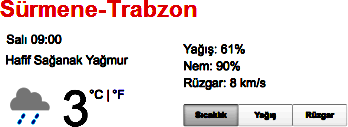 Sürmene-Trabzon
Salı 09:00
Hafif Sağanak Yağmur
3 °C | °F
Yağış: 61%
Nem: 90%
Rüzgar: 8 km/s
Sıcaklık Yağış Rüzgar